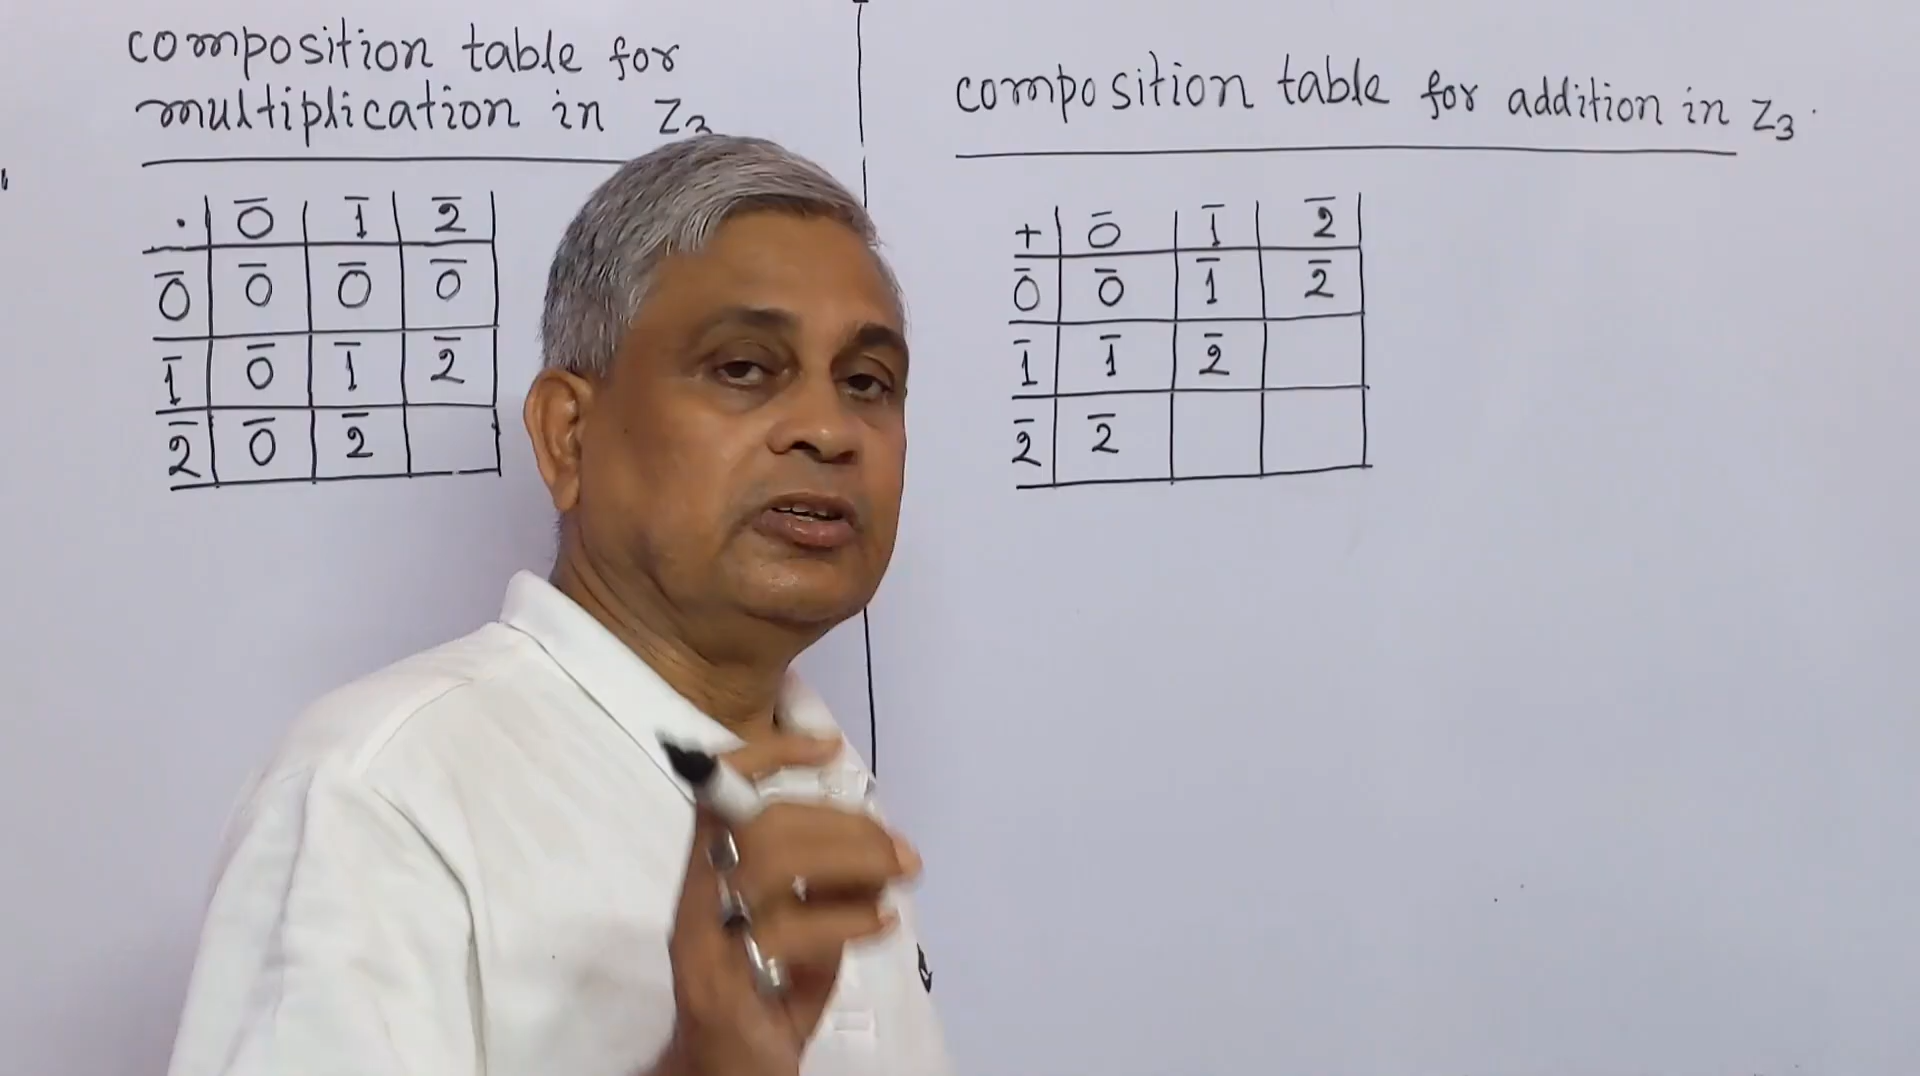 composition table for
multiplication in Z₃
· 0̅ 1̅ 2̅
0̅ 0̅ 0̅ 0̅
1̅ 0̅ 1̅ 2̅
2̅ 0̅ 2̅
composition table for addition in Z₃.
+ 0̅ 1̅ 2̅
0̅ 0̅ 1̅ 2̅
1̅ 1̅ 2̅
2̅ 2̅